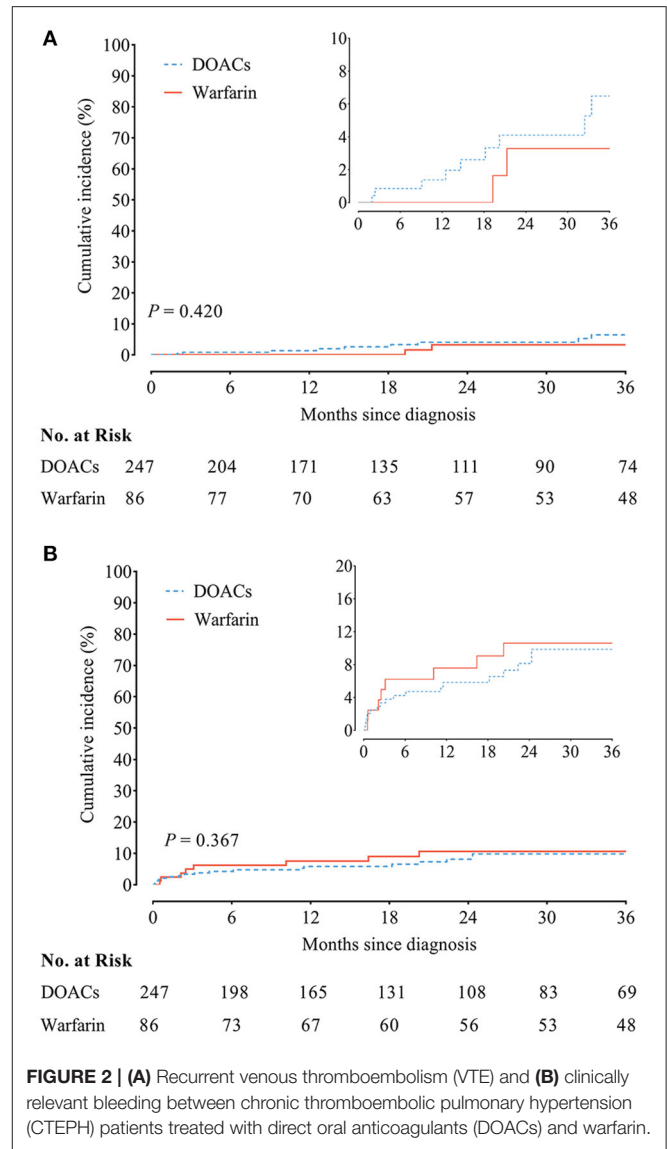 A
100
90
80
70
60
50
40
30
20
10
0
Cumulative incidence (%)
DOACs
Warfarin
10
8
6
4
2
0
0 6 12 18 24 30 36
P = 0.420
0 6 12 18 24 30 36
Months since diagnosis
No. at Risk
DOACs 247 204 171 135 111 90 74
Warfarin 86 77 70 63 57 53 48
B
100
90
80
70
60
50
40
30
20
10
0
Cumulative incidence (%)
DOACs
Warfarin
20
16
12
8
4
0
0 6 12 18 24 30 36
P = 0.367
0 6 12 18 24 30 36
Months since diagnosis
No. at Risk
DOACs 247 198 165 131 108 83 69
Warfarin 86 73 67 60 56 53 48
FIGURE 2 | (A) Recurrent venous thromboembolism (VTE) and (B) clinically
relevant bleeding between chronic thromboembolic pulmonary hypertension
(CTEPH) patients treated with direct oral anticoagulants (DOACs) and warfarin.